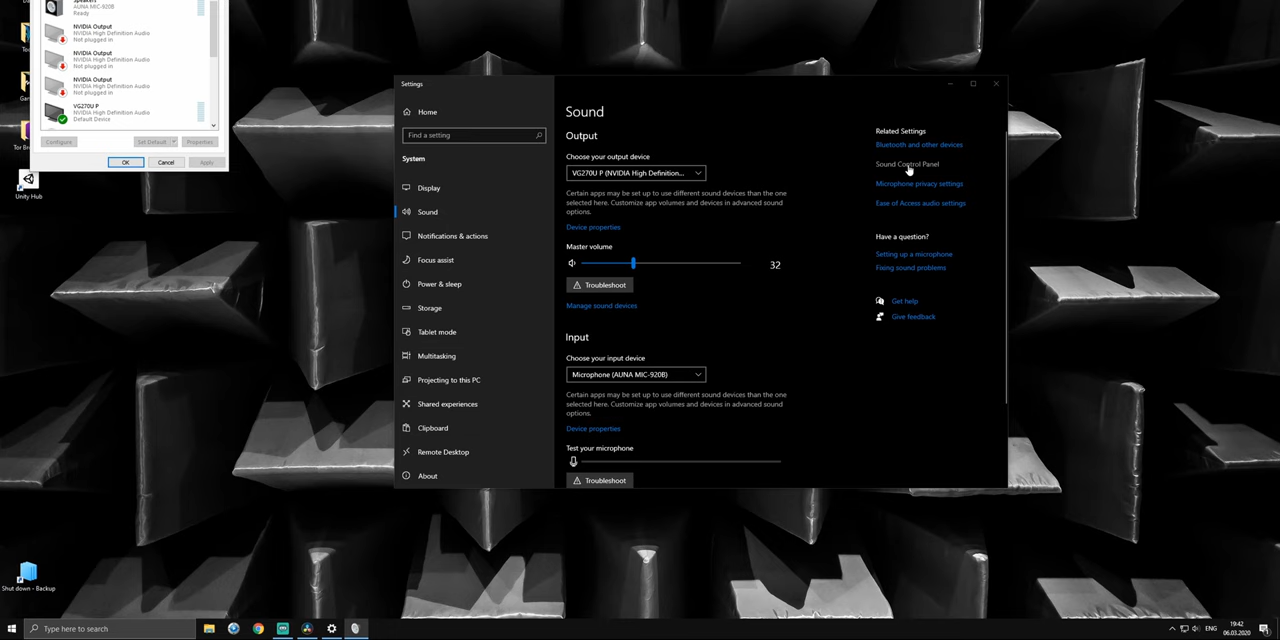 Speakers
AUNA MIC-920B
Ready
NVIDIA Output
NVIDIA High Definition Audio
Not plugged in
NVIDIA Output
NVIDIA High Definition Audio
Not plugged in
NVIDIA Output
NVIDIA High Definition Audio
Not plugged in
VG270U P
NVIDIA High Definition Audio
Default Device
Configure
Set Default
Properties
OK
Cancel
Apply
Unity Hub
Shut down - Backup
Settings
Home
Find a setting
System
Display
Sound
Notifications & actions
Focus assist
Power & sleep
Storage
Tablet mode
Multitasking
Projecting to this PC
Shared experiences
Clipboard
Remote Desktop
About
Sound
Output
Choose your output device
VG270U P (NVIDIA High Definition...
Certain apps may be set up to use different sound devices than the one
selected here. Customize app volumes and devices in advanced sound
options.
Device properties
Master volume
32
Troubleshoot
Manage sound devices
Input
Choose your input device
Microphone (AUNA MIC-920B)
Certain apps may be set up to use different sound devices than the one
selected here. Customize app volumes and devices in advanced sound
options.
Device properties
Test your microphone
Troubleshoot
Related Settings
Bluetooth and other devices
Sound Control Panel
Microphone privacy settings
Ease of Access audio settings
Have a question?
Setting up a microphone
Fixing sound problems
Get help
Give feedback
Type here to search
ENG
19:42
06.03.2020